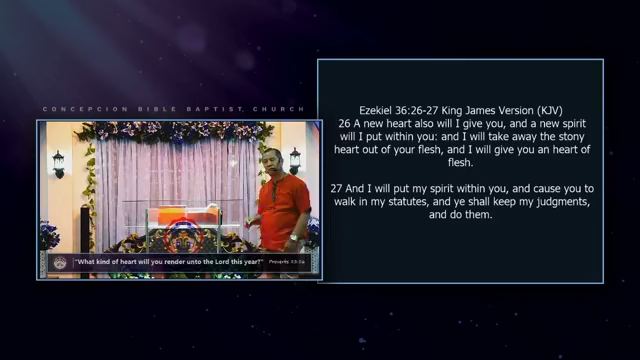 CONCEPCION BIBLE BAPTIST CHURCH
"What kind of heart will you render unto the Lord this year?"
Ezekiel 36:26-27 King James Version (KJV)
26 A new heart also will I give you, and a new spirit
will I put within you: and I will take away the stony
heart out of your flesh, and I will give you an heart of
flesh.
27 And I will put my spirit within you, and cause you to
walk in my statutes, and ye shall keep my judgments,
and do them.